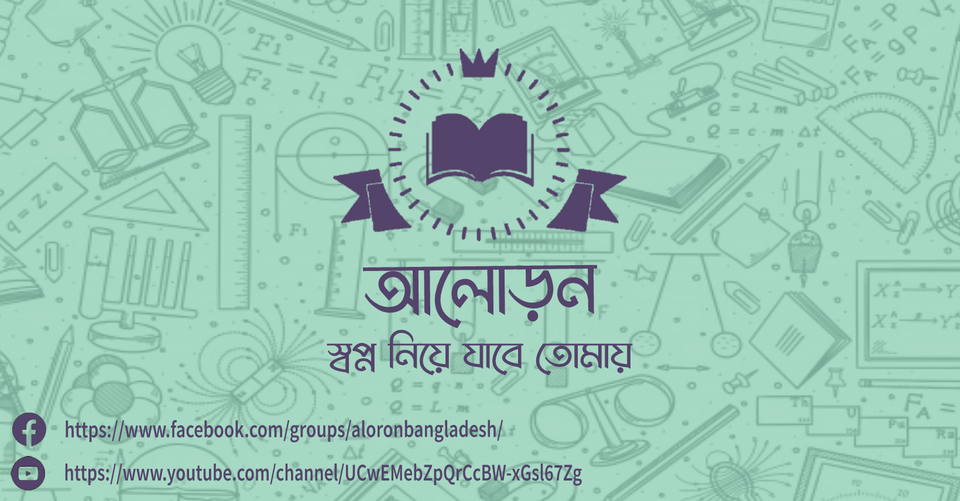 আলোড়ন
স্বপ্ন নিয়ে যাবে তোমায়
https://www.facebook.com/groups/aloronbangladesh/
https://www.youtube.com/channel/UCwEMebZpQrCcBW-xGsl67Zg